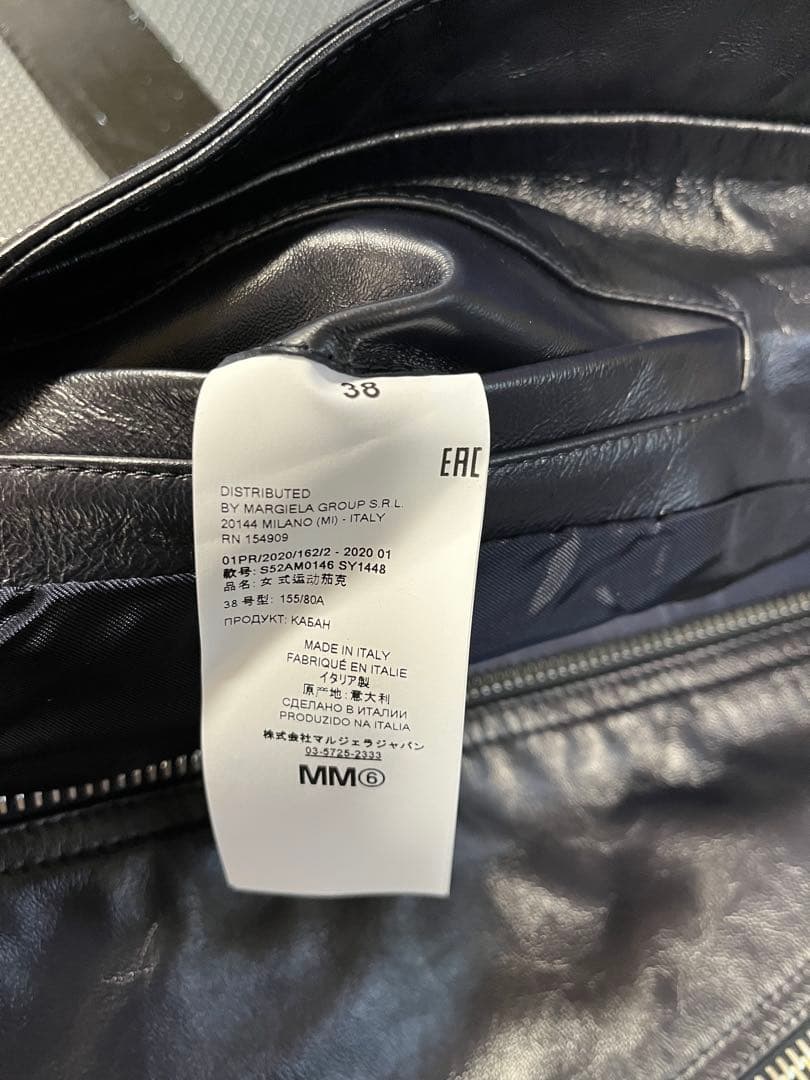 38
EAC
DISTRIBUTED
BY MARGIELA GROUP S.R.L.
20144 MILANO (MI) - ITALY
RN 154909
01PR/2020/162/2 - 2020 01
款号: S52AM0146 SY1448
品名: 女式运动茄克
38 号型: 155/80A
ПРОДУКТ: КАБАН
MADE IN ITALY
FABRIQUÉ EN ITALIE
イタリア製
原产地:意大利
СДЕЛАНО В ИТАЛИИ
PRODUZIDO NA ITALIA
株式会社マルジェラジャパン
03-5725-2333
MM⑥